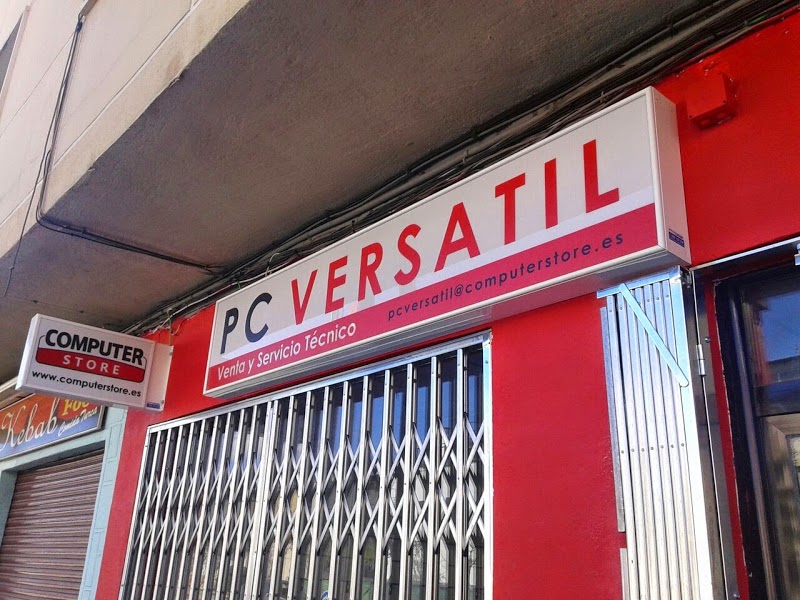 PC VERSATIL
Venta y Servicio Técnico
pcversatil@computerstore.es
COMPUTER
STORE
www.computerstore.es
Kebab